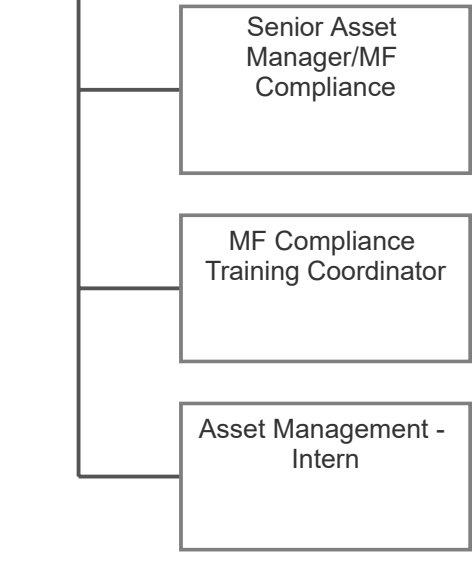 Senior Asset
Manager/MF
Compliance
MF Compliance
Training Coordinator
Asset Management -
Intern